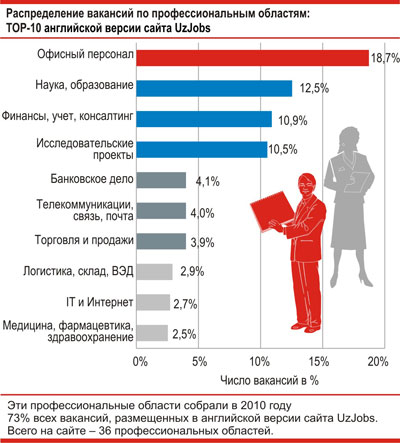 Распределение вакансий по профессиональным областям:
TOP-10 английской версии сайта UzJobs
Офисный персонал
18,7%
Наука, образование
12,5%
Финансы, учет, консалтинг
10,9%
Исследовательские
проекты
10,5%
Банковское дело
4,1%
Телекоммуникации,
связь, почта
4,0%
Торговля и продажи
3,9%
Логистика, склад, ВЭД
2,9%
IT и Интернет
2,7%
Медицина, фармацевтика,
здравоохранение
2,5%
0% 5% 10% 15% 20%
Число вакансий в %
Эти профессиональные области собрали в 2010 году
73% всех вакансий, размещенных в английской версии сайта UzJobs.
Всего на сайте – 36 профессиональных областей.